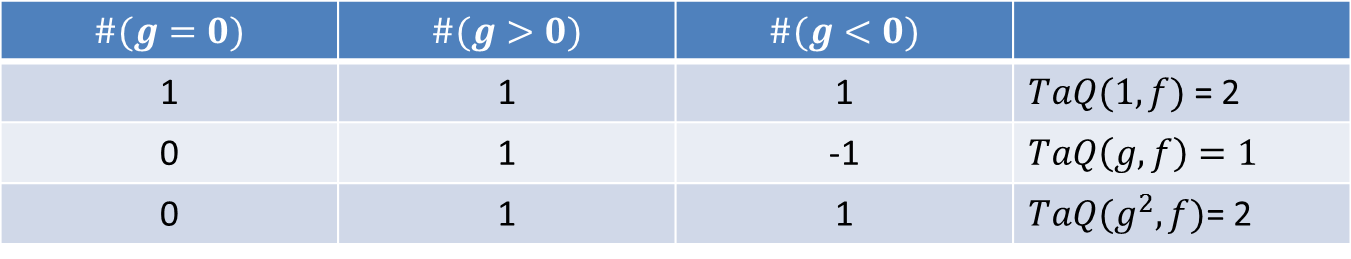 #(g = 0) #(g > 0) #(g < 0)
1 1 1 TaQ(1, f) = 2
0 1 -1 TaQ(g, f) = 1
0 1 1 TaQ(g², f)= 2